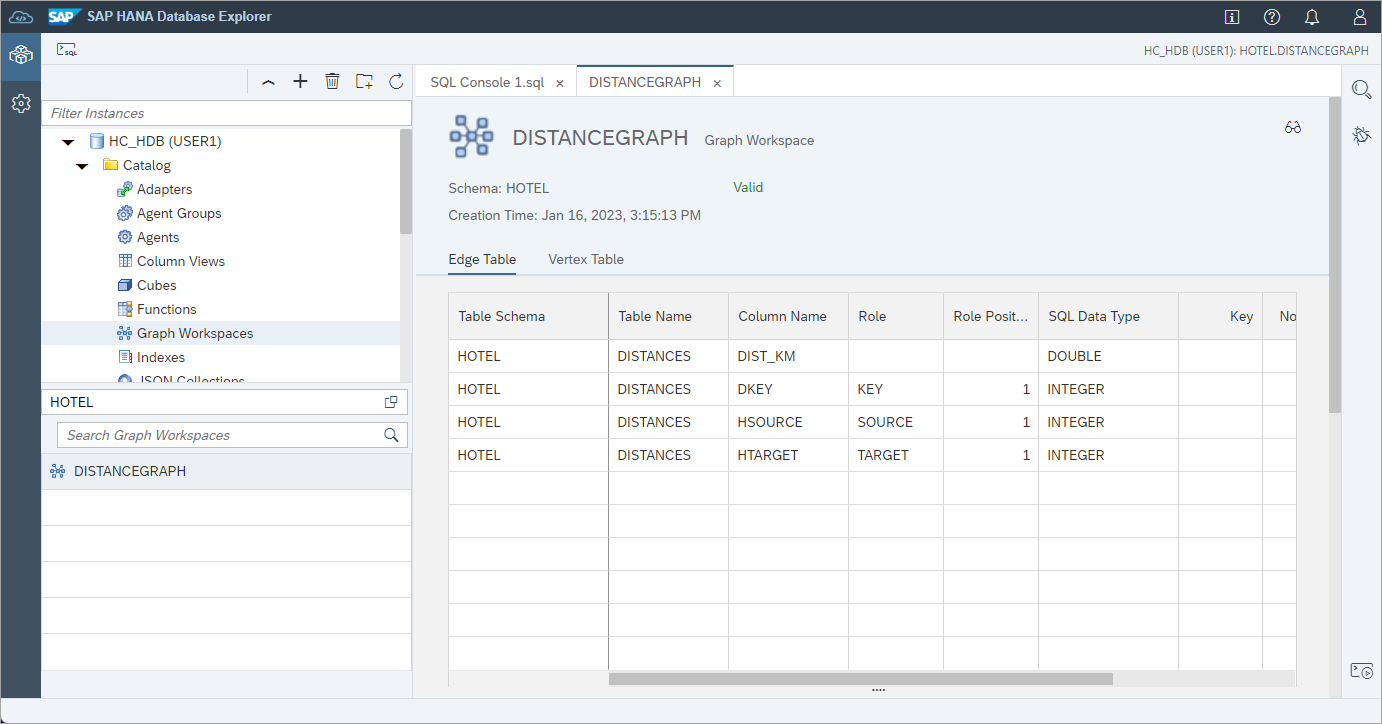 SAP SAP HANA Database Explorer
SQL
HC_HDB (USER1): HOTEL.DISTANCEGRAPH
SQL Console 1.sql × DISTANCEGRAPH ×
Filter Instances
HC_HDB (USER1)
Catalog
Adapters
Agent Groups
Agents
Column Views
Cubes
Functions
Graph Workspaces
Indexes
JSON Collections
HOTEL
Search Graph Workspaces
DISTANCEGRAPH
DISTANCEGRAPH Graph Workspace
Schema: HOTEL Valid
Creation Time: Jan 16, 2023, 3:15:13 PM
Edge Table Vertex Table
Table Schema Table Name Column Name Role Role Posit... SQL Data Type Key No
HOTEL DISTANCES DIST_KM DOUBLE
HOTEL DISTANCES DKEY KEY 1 INTEGER
HOTEL DISTANCES HSOURCE SOURCE 1 INTEGER
HOTEL DISTANCES HTARGET TARGET 1 INTEGER